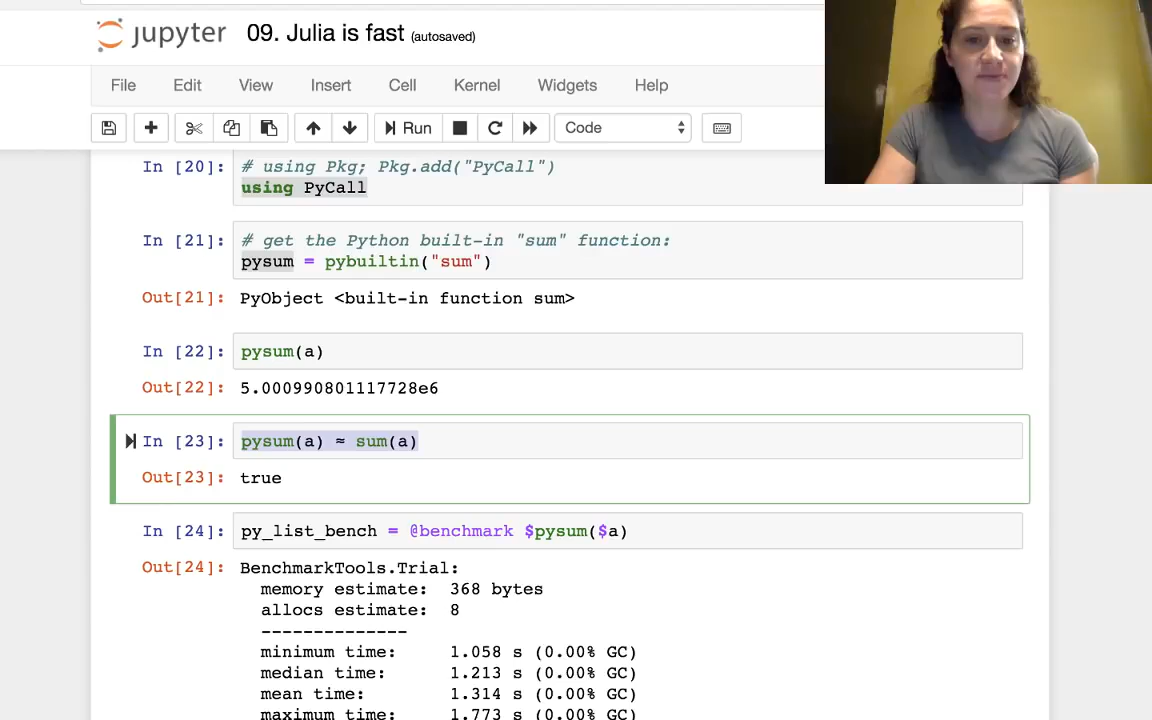 jupyter 09. Julia is fast (autosaved)
File Edit View Insert Cell Kernel Widgets Help
Run Code
In [20]: # using Pkg; Pkg.add("PyCall")
using PyCall
In [21]: # get the Python built-in "sum" function:
pysum = pybuiltin("sum")
Out[21]: PyObject <built-in function sum>
In [22]: pysum(a)
Out[22]: 5.000990801117728e6
In [23]: pysum(a) ≈ sum(a)
Out[23]: true
In [24]: py_list_bench = @benchmark $pysum($a)
Out[24]: BenchmarkTools.Trial:
memory estimate: 368 bytes
allocs estimate: 8
--------------
minimum time: 1.058 s (0.00% GC)
median time: 1.213 s (0.00% GC)
mean time: 1.314 s (0.00% GC)
maximum time: 1.773 s (0.00% GC)